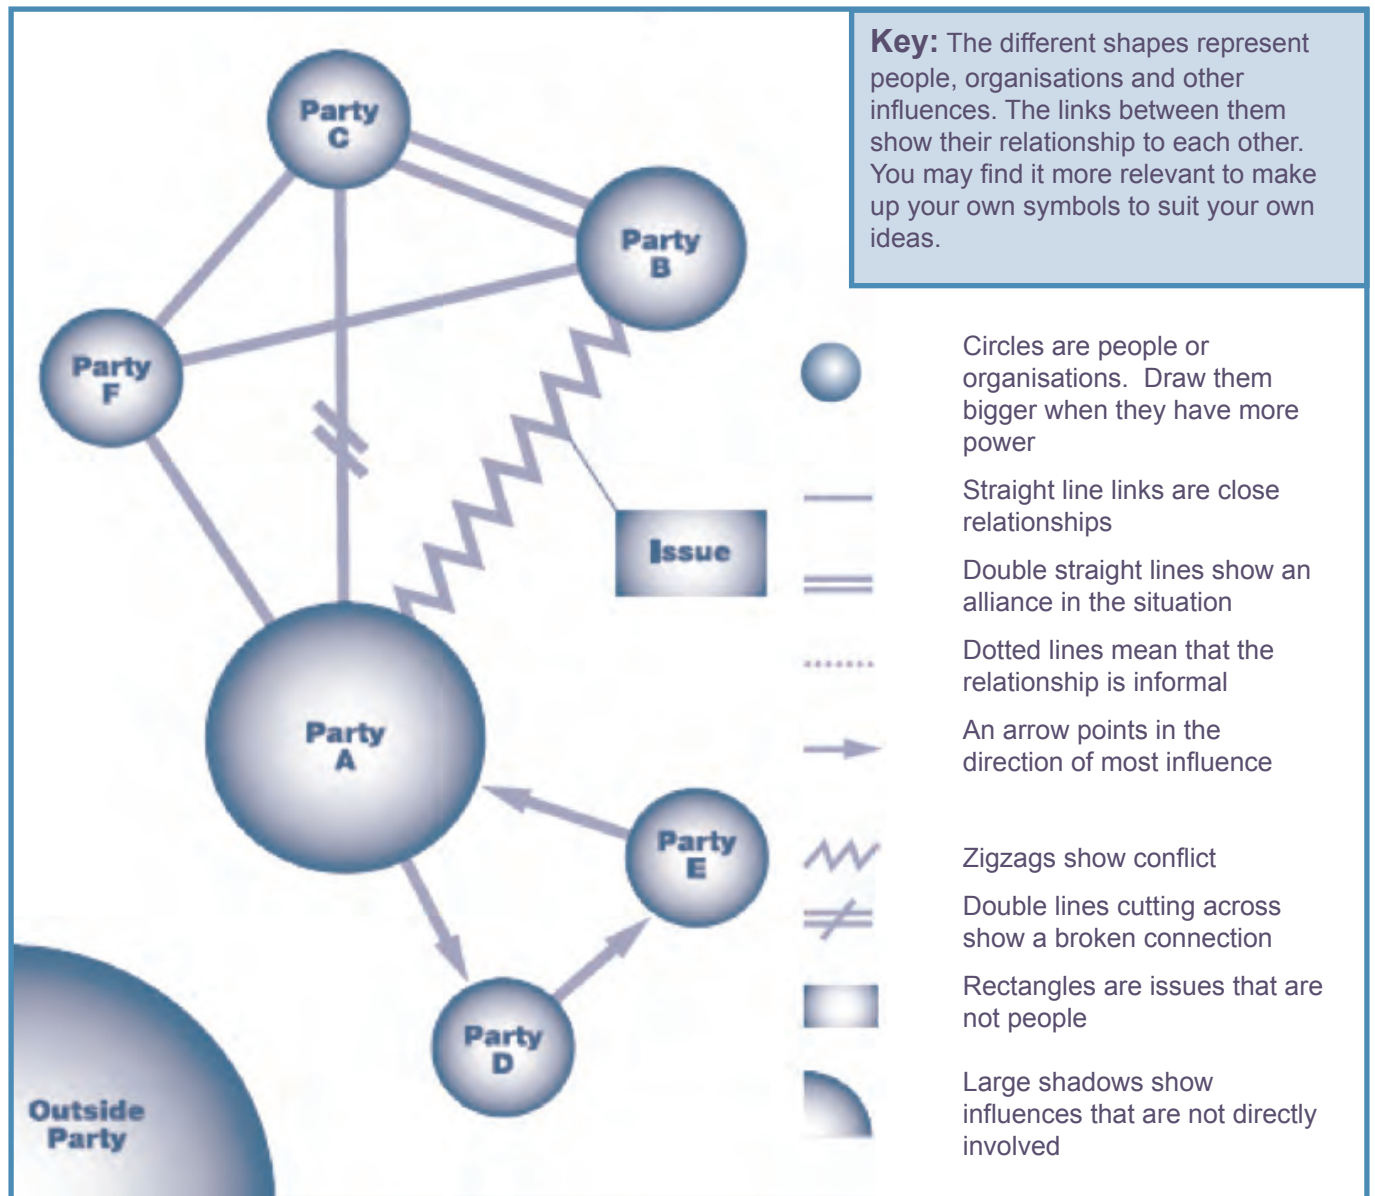 Key: The different shapes represent
people, organisations and other
influences. The links between them
show their relationship to each other.
You may find it more relevant to make
up your own symbols to suit your own
ideas.
Party
C
Party
B
Party
F
Issue
Party
A
Party
E
Party
D
Outside
Party
Circles are people or
organisations. Draw them
bigger when they have more
power
Straight line links are close
relationships
Double straight lines show an
alliance in the situation
Dotted lines mean that the
relationship is informal
An arrow points in the
direction of most influence
Zigzags show conflict
Double lines cutting across
show a broken connection
Rectangles are issues that are
not people
Large shadows show
influences that are not directly
involved